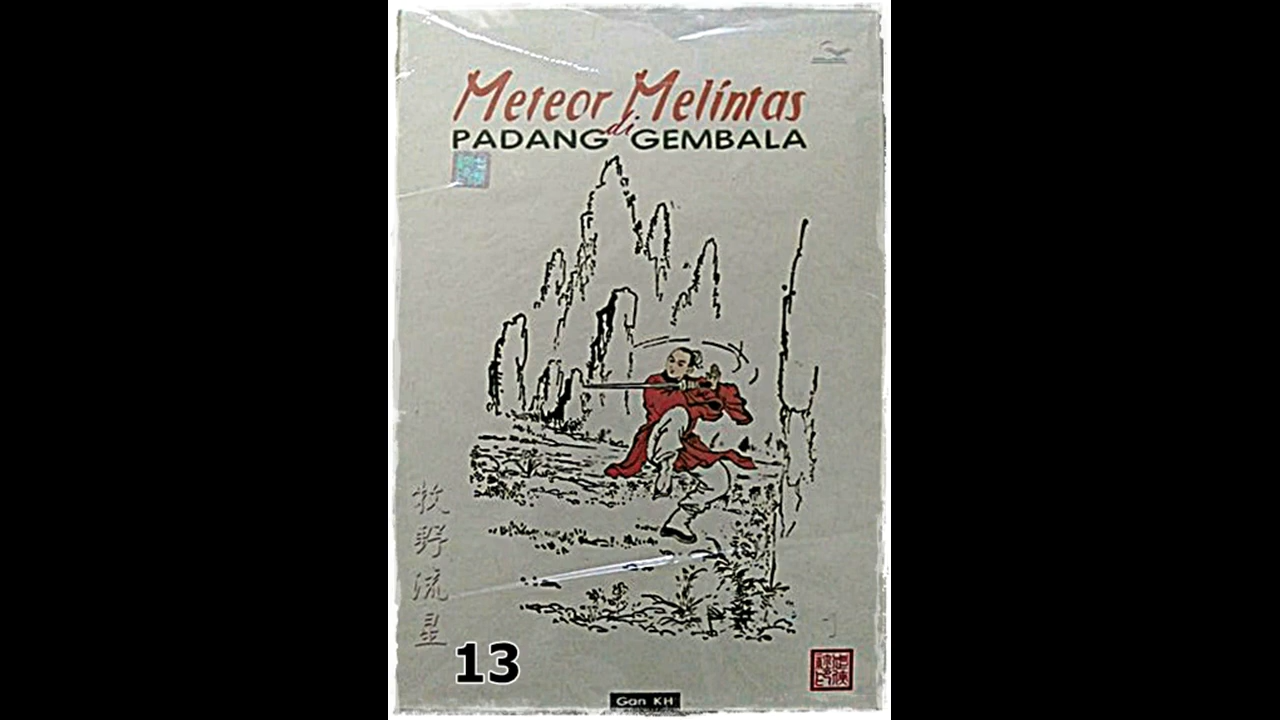 Meteor Melintas
di
PADANG GEMBALA
牧
野
流
星
13
Gan KH